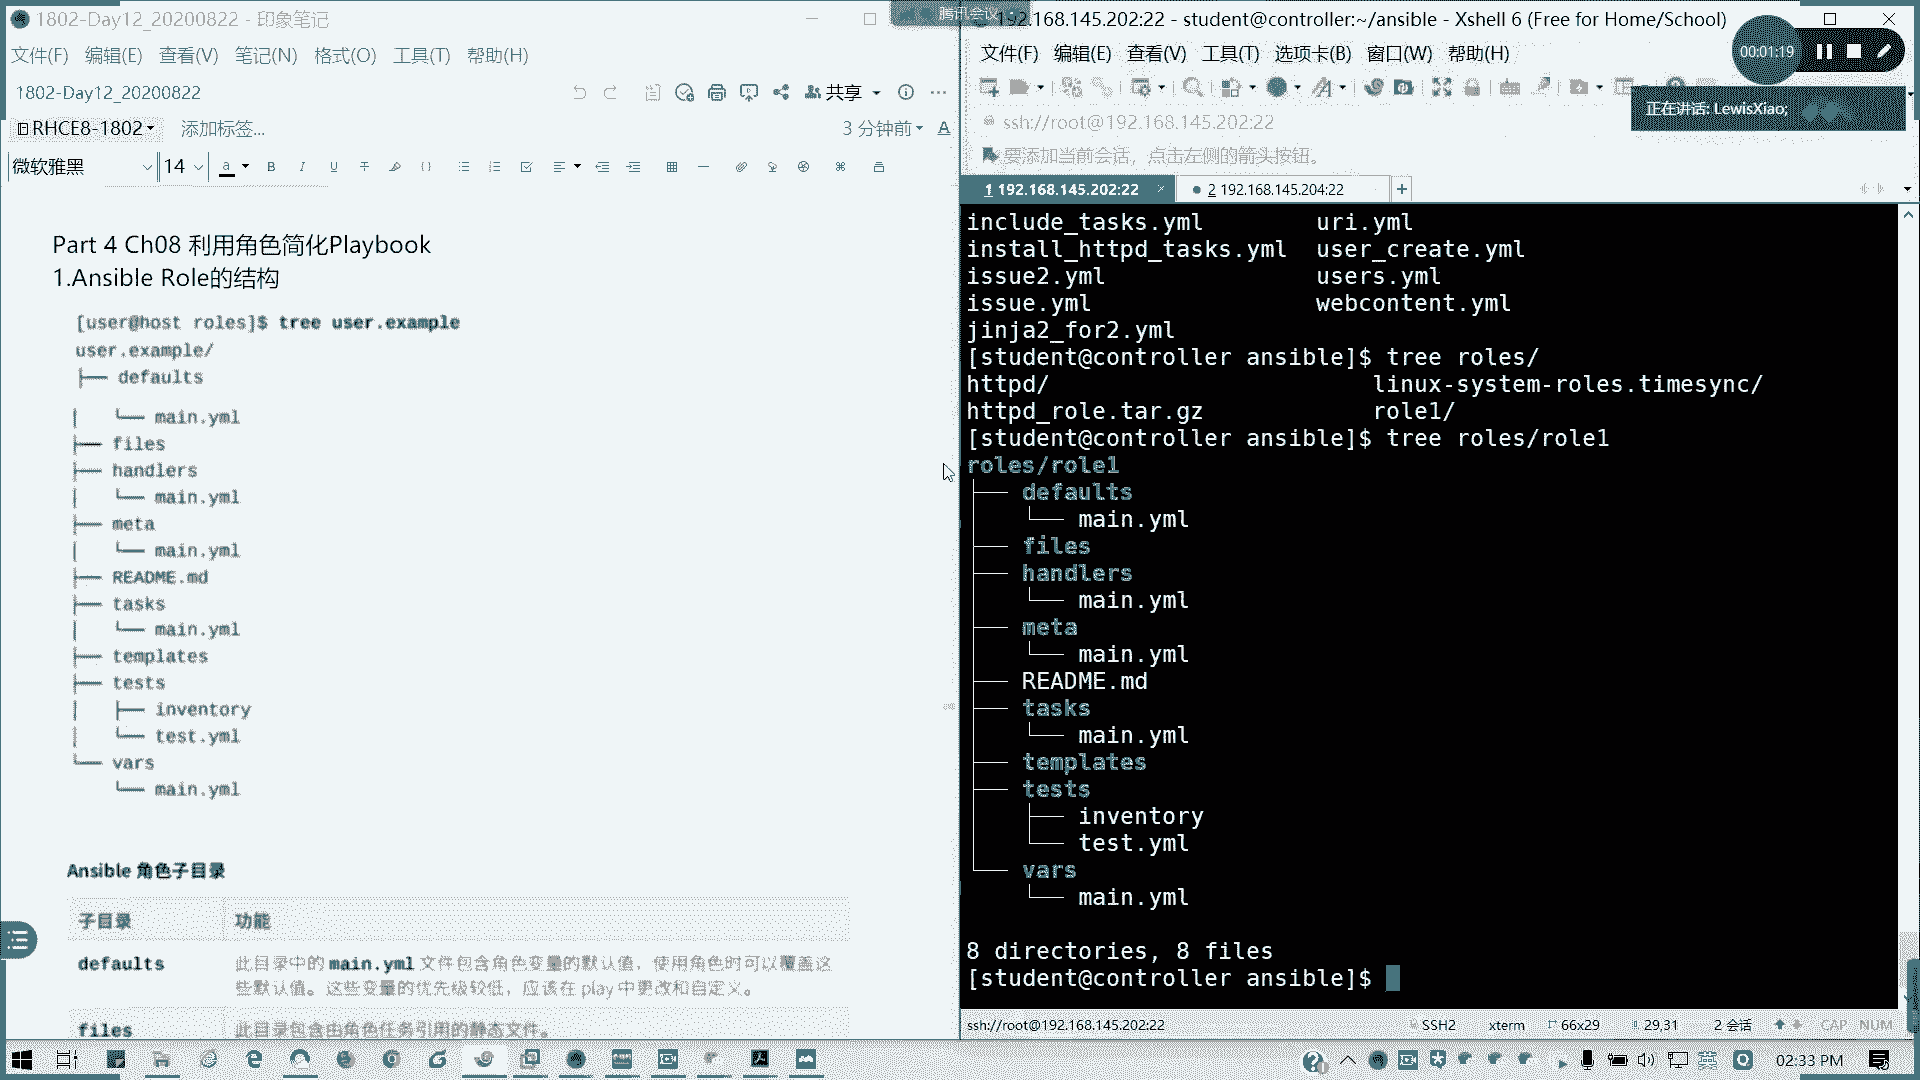 1802-Day12_20200822 - 印象笔记
文件(F) 编辑(E) 查看(V) 笔记(N) 格式(O) 工具(T) 帮助(H)
1802-Day12_20200822
共享
RHCE8-1802
添加标签...
3 分钟前
微软雅黑
14
Part 4 Ch08 利用角色简化Playbook
1.Ansible Role的结构
[user@host roles]$ tree user.example
user.example/
├── defaults
│   └── main.yml
├── files
├── handlers
│   └── main.yml
├── meta
│   └── main.yml
├── README.md
├── tasks
│   └── main.yml
├── templates
├── tests
│   ├── inventory
│   └── test.yml
└── vars
    └── main.yml
Ansible 角色子目录
子目录 功能
defaults 此目录中的 main.yml 文件包含角色变量的默认值，使用角色时可以覆盖这
些默认值。这些变量的优先级较低，应该在 play 中更改和自定义。
files 此目录包含由角色任务引用的静态文件。
腾讯会议
192.168.145.202:22 - student@controller:~/ansible - Xshell 6 (Free for Home/School)
文件(F) 编辑(E) 查看(V) 工具(T) 选项卡(B) 窗口(W) 帮助(H)
00:01:19
正在讲话: LewisXiao;
ssh://root@192.168.145.202:22
要添加当前会话，点击左侧的箭头按钮。
1 192.168.145.202:22
2 192.168.145.204:22
include_tasks.yml uri.yml
install_httpd_tasks.yml user_create.yml
issue2.yml users.yml
issue.yml webcontent.yml
jinja2_for2.yml
[student@controller ansible]$ tree roles/
httpd/ linux-system-roles.timesync/
httpd_role.tar.gz role1/
[student@controller ansible]$ tree roles/role1
roles/role1
├── defaults
│   └── main.yml
├── files
├── handlers
│   └── main.yml
├── meta
│   └── main.yml
├── README.md
├── tasks
│   └── main.yml
├── templates
├── tests
│   ├── inventory
│   └── test.yml
└── vars
    └── main.yml
8 directories, 8 files
[student@controller ansible]$
ssh://root@192.168.145.202:22 SSH2 xterm 66x29 29,31 2 会话 CAP NUM
英
02:33 PM